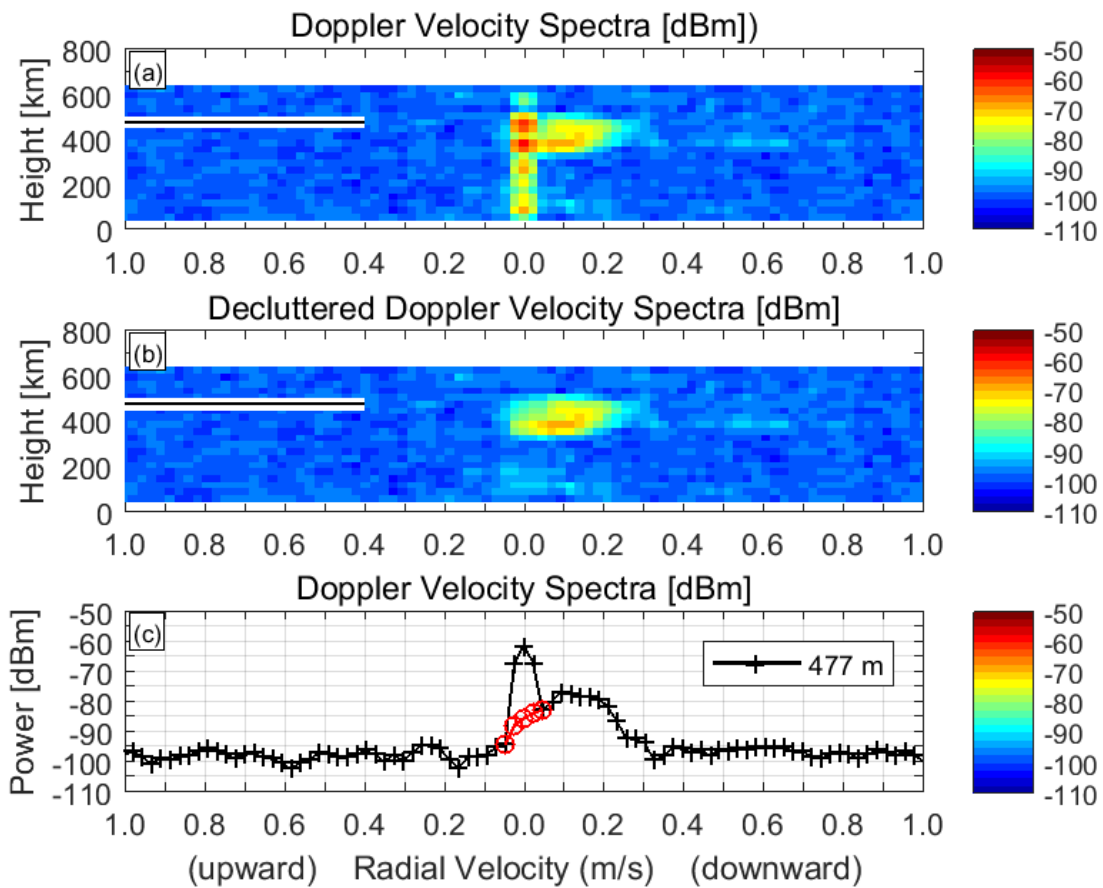 Doppler Velocity Spectra [dBm])
(a)
Height [km]
800
600
400
200
0
1.0 0.8 0.6 0.4 0.2 0.0 0.2 0.4 0.6 0.8 1.0
-50
-60
-70
-80
-90
-100
-110
Decluttered Doppler Velocity Spectra [dBm]
(b)
Height [km]
800
600
400
200
0
1.0 0.8 0.6 0.4 0.2 0.0 0.2 0.4 0.6 0.8 1.0
-50
-60
-70
-80
-90
-100
-110
Doppler Velocity Spectra [dBm]
(c)
Power [dBm]
-50
-60
-70
-80
-90
-100
-110
477 m
1.0 0.8 0.6 0.4 0.2 0.0 0.2 0.4 0.6 0.8 1.0
-50
-60
-70
-80
-90
-100
-110
(upward) Radial Velocity (m/s) (downward)